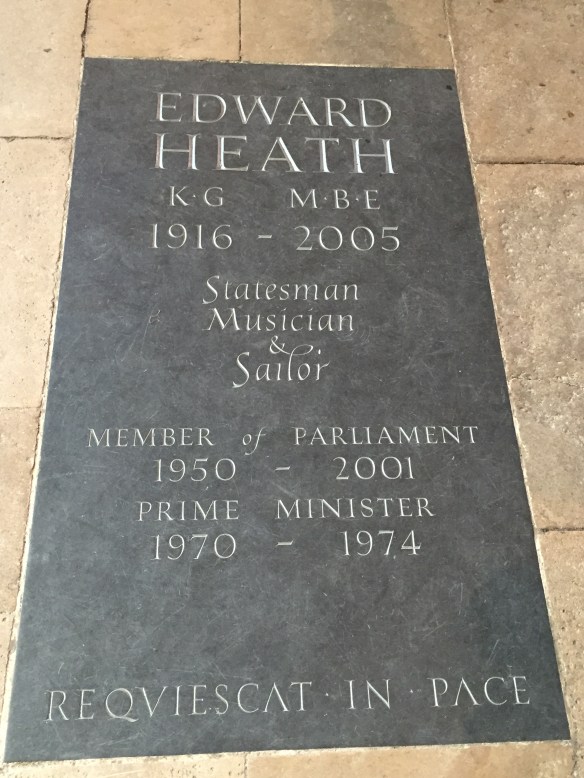 EDWARD
HEATH
K·G M·B·E
1916 - 2005
Statesman
Musician
&
Sailor
MEMBER of PARLIAMENT
1950 - 2001
PRIME MINISTER
1970 - 1974
REQVIESCAT · IN · PACE